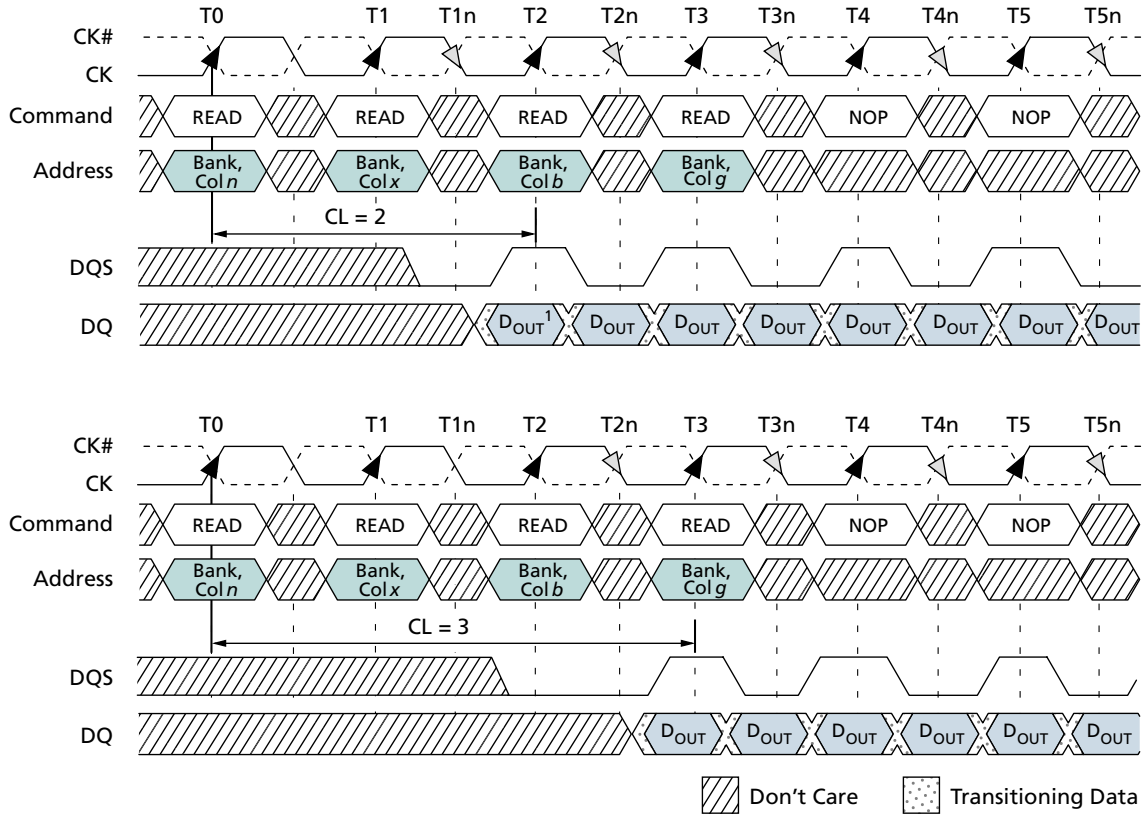 T0 T1 T1n T2 T2n T3 T3n T4 T4n T5 T5n
CK#
CK
Command READ READ READ READ NOP NOP
Address Bank, Col n Bank, Col x Bank, Col b Bank, Col g
CL = 2
DQS
DQ DOUT1 DOUT DOUT DOUT DOUT DOUT DOUT DOUT
T0 T1 T1n T2 T2n T3 T3n T4 T4n T5 T5n
CK#
CK
Command READ READ READ READ NOP NOP
Address Bank, Col n Bank, Col x Bank, Col b Bank, Col g
CL = 3
DQS
DQ DOUT DOUT DOUT DOUT DOUT DOUT
Don't Care Transitioning Data